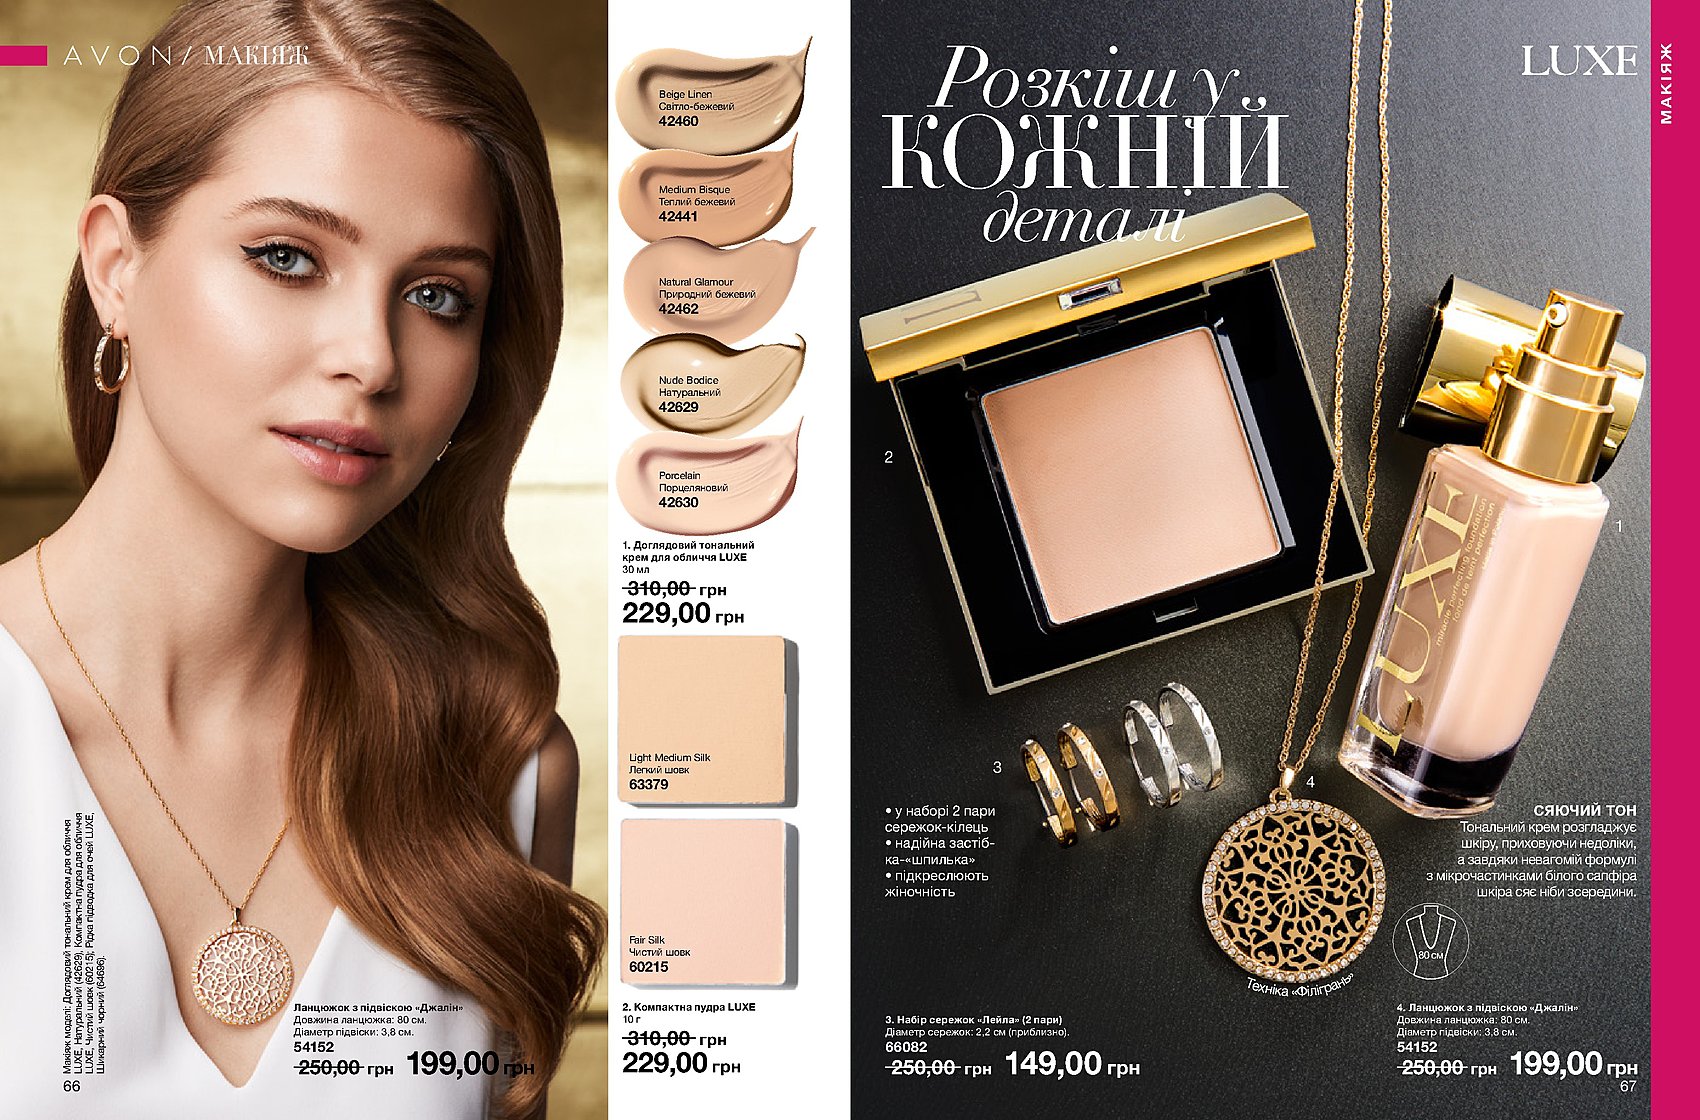 AVON / МАКІЯЖ
Макіяж моделі: Доглядовий тональний крем для обличчя
LUXE, Натуральний (42629); Компактна пудра для обличчя
LUXE, Чистий шовк (60215); Рідка підводка для очей LUXE,
Шикарний чорний (64696).
66
Ланцюжок з підвіскою «Джалін»
Довжина ланцюжка: 80 см.
Діаметр підвіски: 3,8 см.
54152
250,00 грн 199,00 грн
Beige Linen
Світло-бежевий
42460
Medium Bisque
Теплий бежевий
42441
Natural Glamour
Природний бежевий
42462
Nude Bodice
Натуральний
42629
Porcelain
Порцеляновий
42630
1. Доглядовий тональний
крем для обличчя LUXE
30 мл
310,00 грн
229,00 грн
Light Medium Silk
Легкий шовк
63379
Fair Silk
Чистий шовк
60215
2. Компактна пудра LUXE
10 г
310,00 грн
229,00 грн
Розкіш у
КОЖНІЙ
деталі
LUXE
МАКІЯЖ
2
1
LUXE
miracle perfecting foundation
fond de teint perfection
3
4
• у наборі 2 пари
сережок-кілець
• надійна застіб-
ка-«шпилька»
• підкреслюють
жіночність
СЯЮЧИЙ ТОН
Тональний крем розгладжує
шкіру, приховуючи недоліки,
а завдяки невагомій формулі
з мікрочастинками білого сапфіра
шкіра сяє ніби зсередини.
80 см
Техніка «Філігрань»
3. Набір сережок «Лейла» (2 пари)
Діаметр сережок: 2,2 см (приблизно).
66082
250,00 грн 149,00 грн
4. Ланцюжок з підвіскою «Джалін»
Довжина ланцюжка: 80 см.
Діаметр підвіски: 3,8 см.
54152
250,00 грн 199,00 грн
67